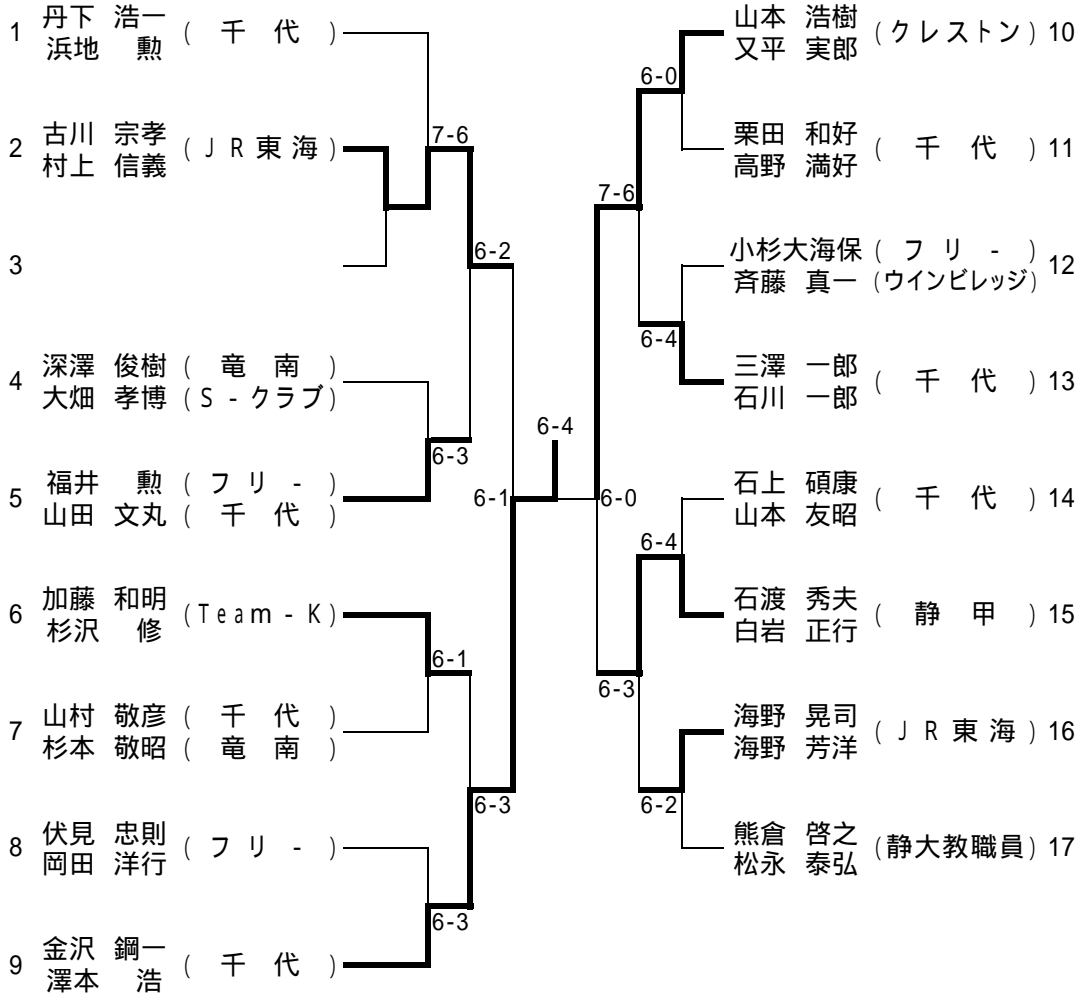 1 丹下 浩一 ( 千 代 )
浜地 勲
2 古川 宗孝 ( J R 東 海 )
村上 信義
7-6
3
6-2
4 深澤 俊樹 ( 竜 南 )
大畑 孝博 ( S - クラブ )
6-3
5 福井 勲 ( フ リ - )
山田 文丸 ( 千 代 )
6-1
6 加藤 和明 ( Team - K )
杉沢 修
6-1
7 山村 敬彦 ( 千 代 )
杉本 敬昭 ( 竜 南 )
6-3
8 伏見 忠則 ( フ リ - )
岡田 洋行
6-3
9 金沢 鋼一 ( 千 代 )
澤本 浩
6-4
山本 浩樹 ( クレストン ) 10
又平 実郎
6-0
栗田 和好 ( 千 代 ) 11
高野 満好
7-6
小杉大海保 ( フ リ - ) 12
斉藤 真一 (ウインビレッジ)
6-4
三澤 一郎 ( 千 代 ) 13
石川 一郎
6-0
石上 碩康 ( 千 代 ) 14
山本 友昭
6-4
石渡 秀夫 ( 静 甲 ) 15
白岩 正行
6-3
海野 晃司 ( J R 東 海 ) 16
海野 芳洋
6-2
熊倉 啓之 (静大教職員) 17
松永 泰弘